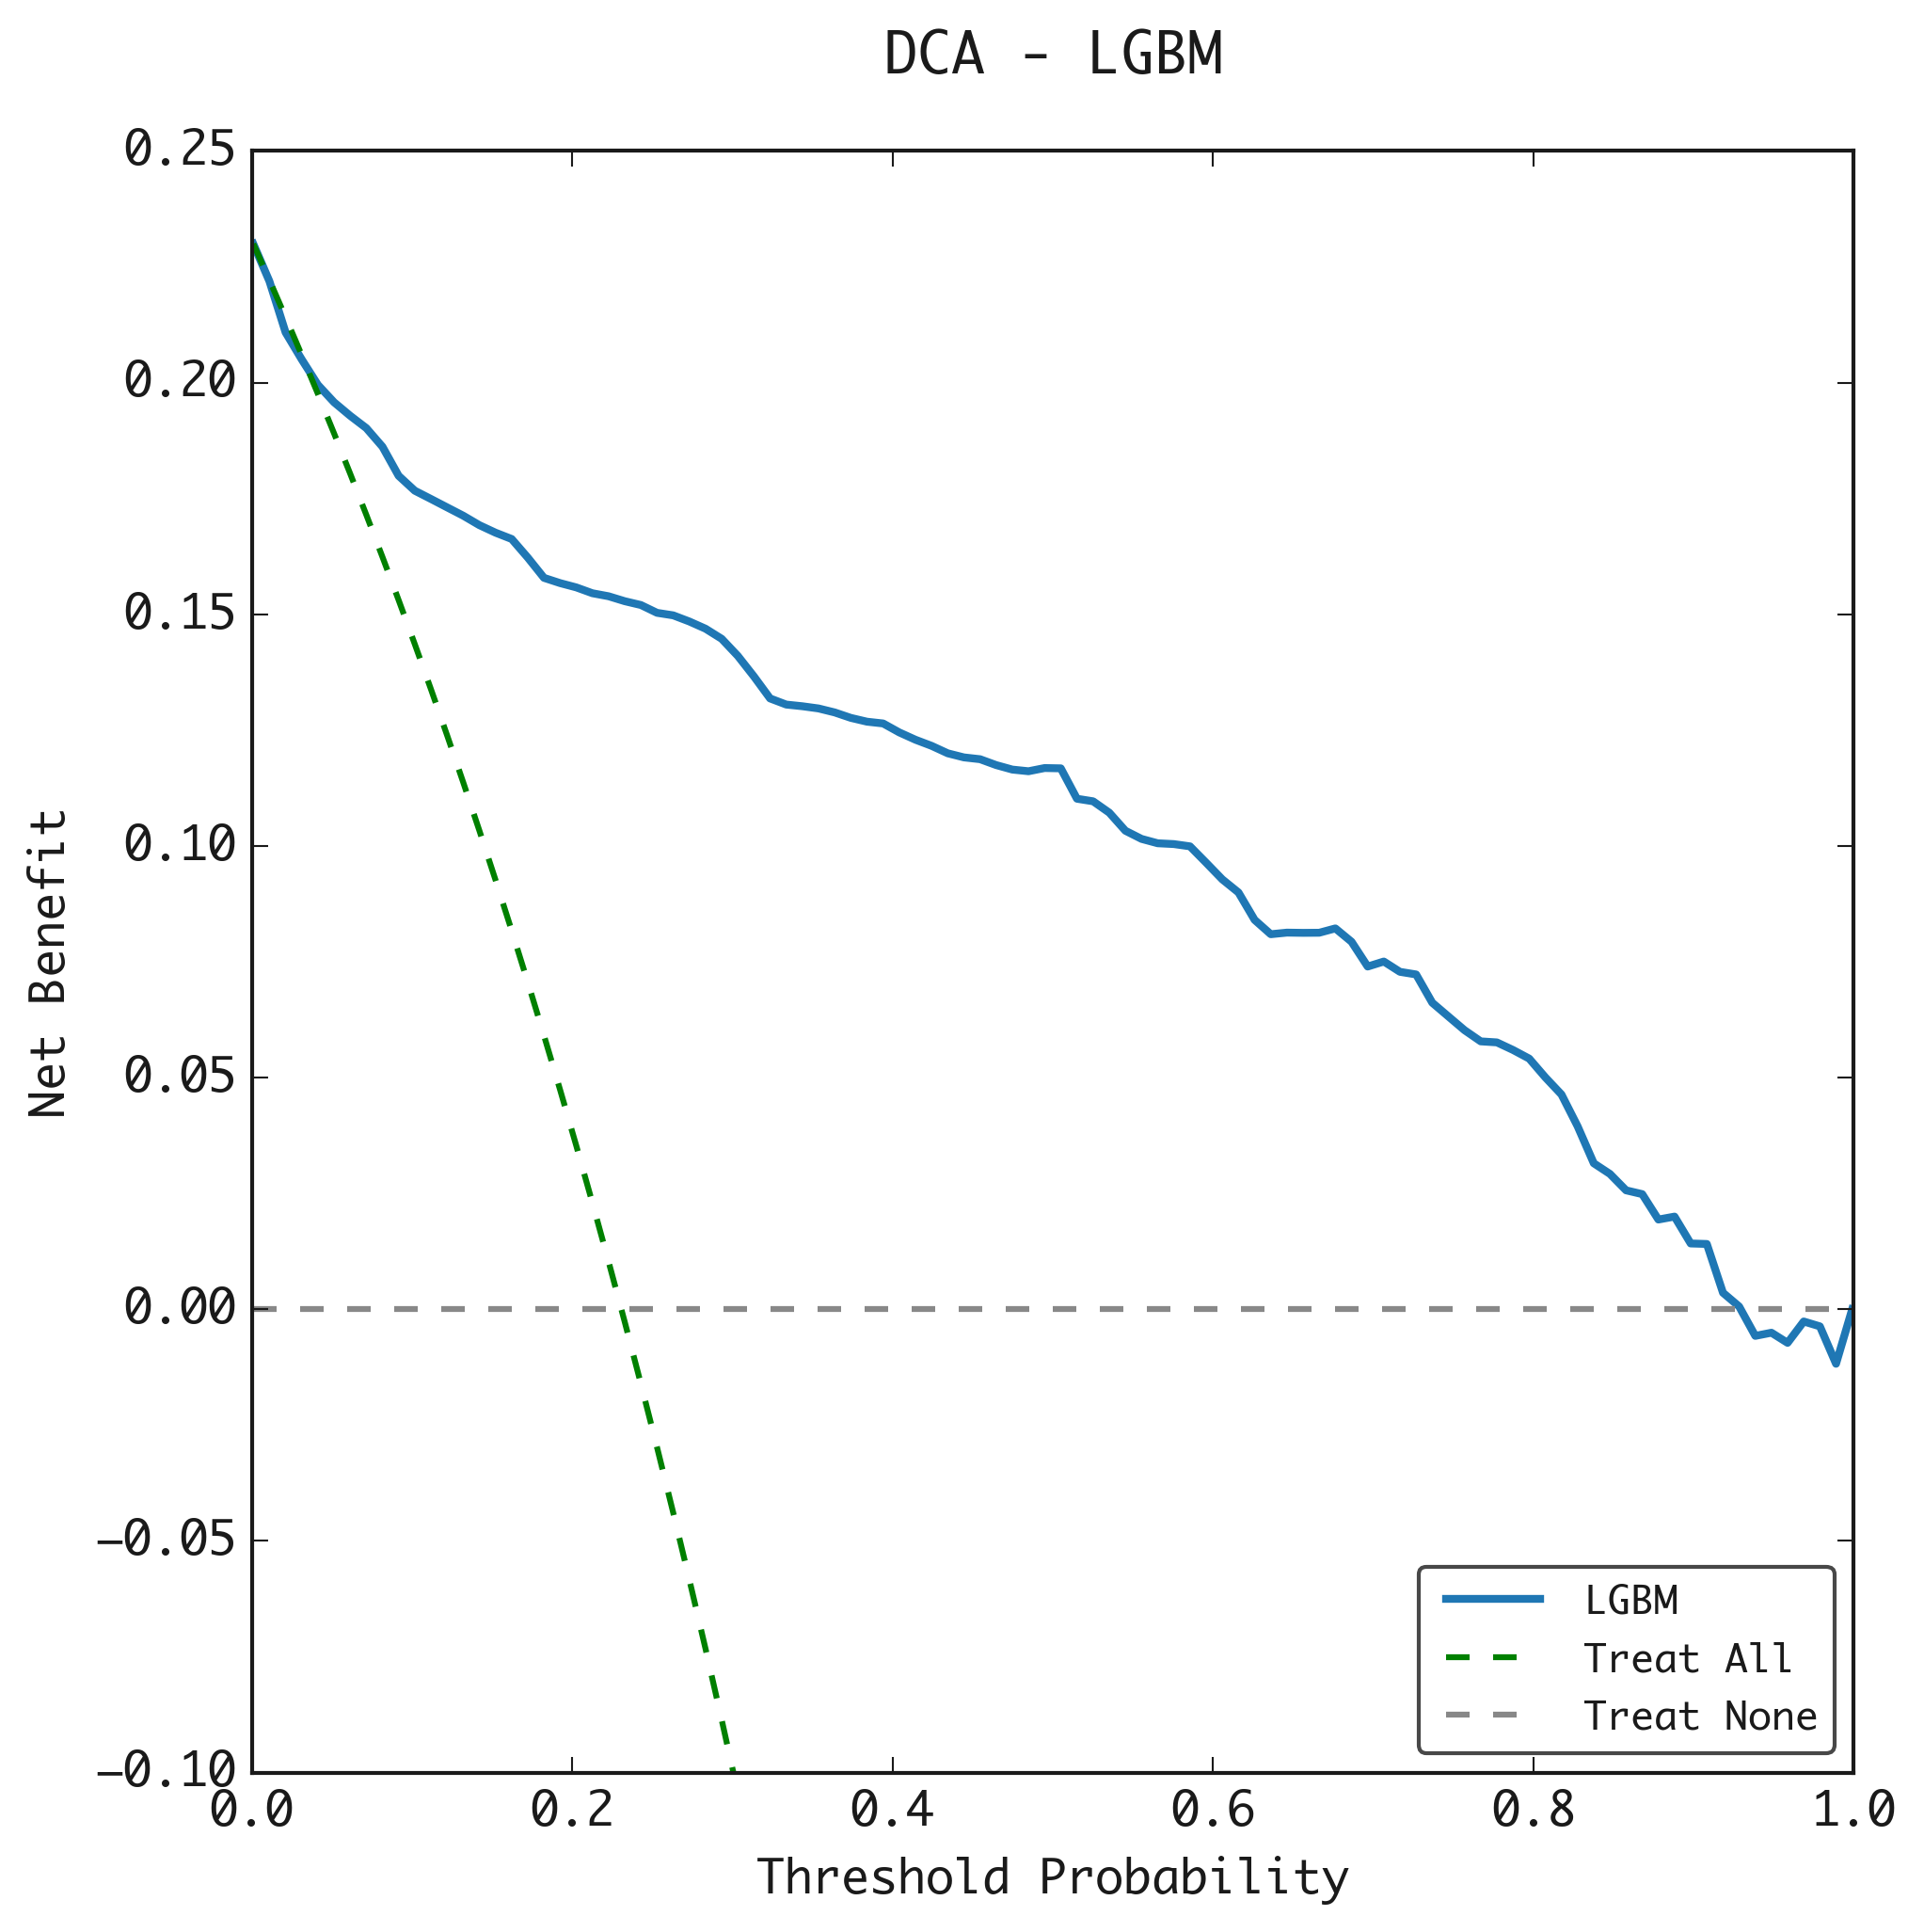 DCA - LGBM
0.25
0.20
0.15
0.10
0.05
0.00
−0.05
−0.10
Net Benefit
0.0 0.2 0.4 0.6 0.8 1.0
Threshold Probability
LGBM
Treat All
Treat None